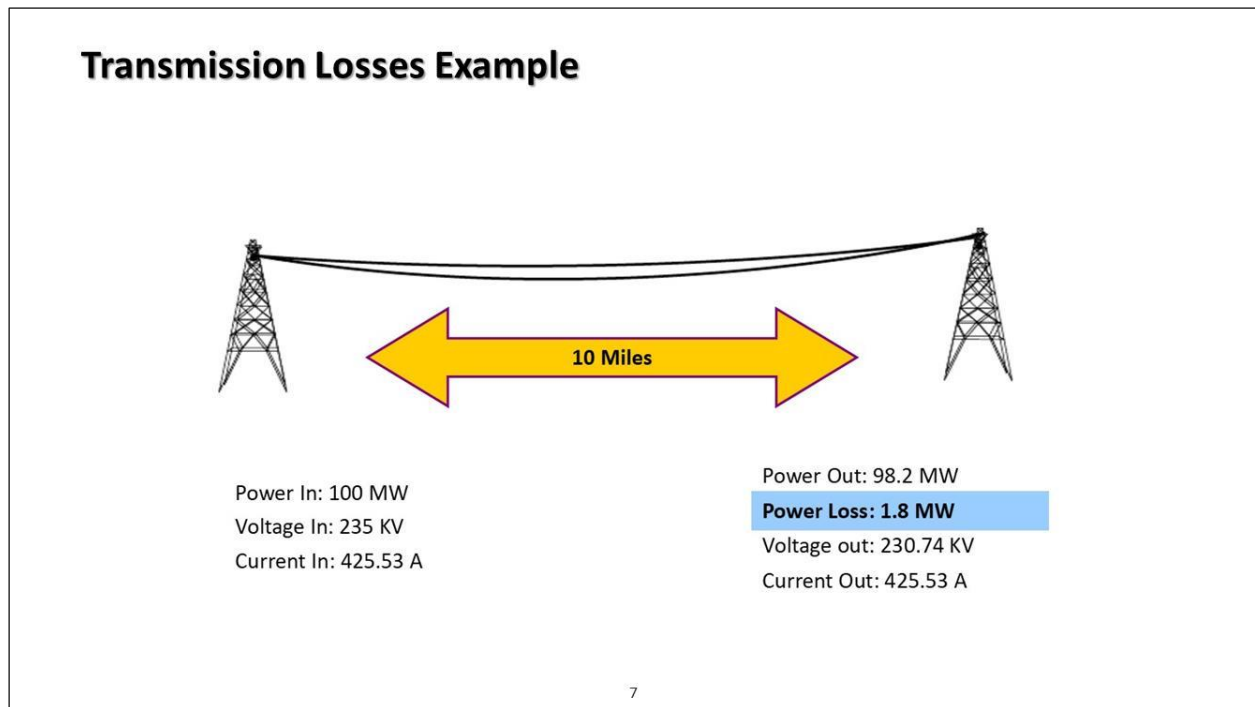 Transmission Losses Example
10 Miles
Power In: 100 MW
Voltage In: 235 KV
Current In: 425.53 A
Power Out: 98.2 MW
Power Loss: 1.8 MW
Voltage out: 230.74 KV
Current Out: 425.53 A
7